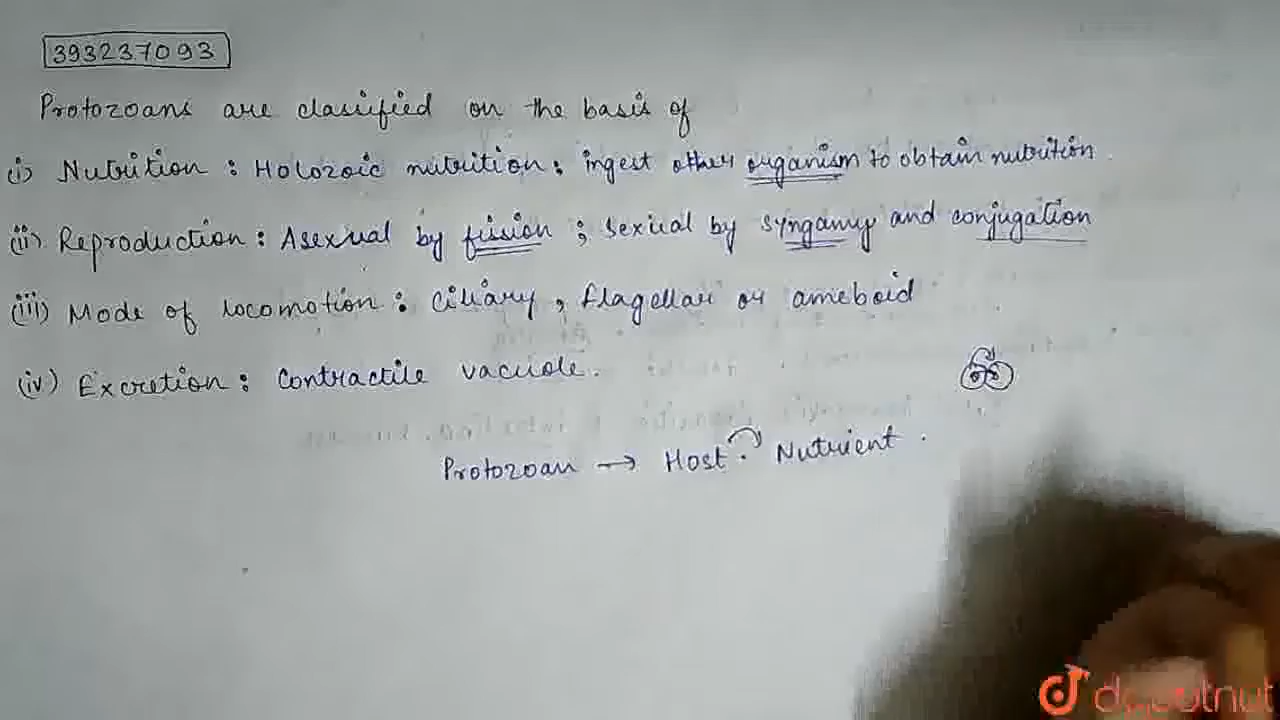 393237093
Protozoans are classified on the basis of
(i) Nutrition : Holozoic nutrition : ingest other organism to obtain nutrition.
(ii) Reproduction : Asexual by fission ; sexual by syngamy and conjugation
(iii) Mode of locomotion : Ciliary , flagellar or ameboid
(iv) Excretion : Contractile vacuole.
Protozoan → Host . Nutrient .
doubtnut